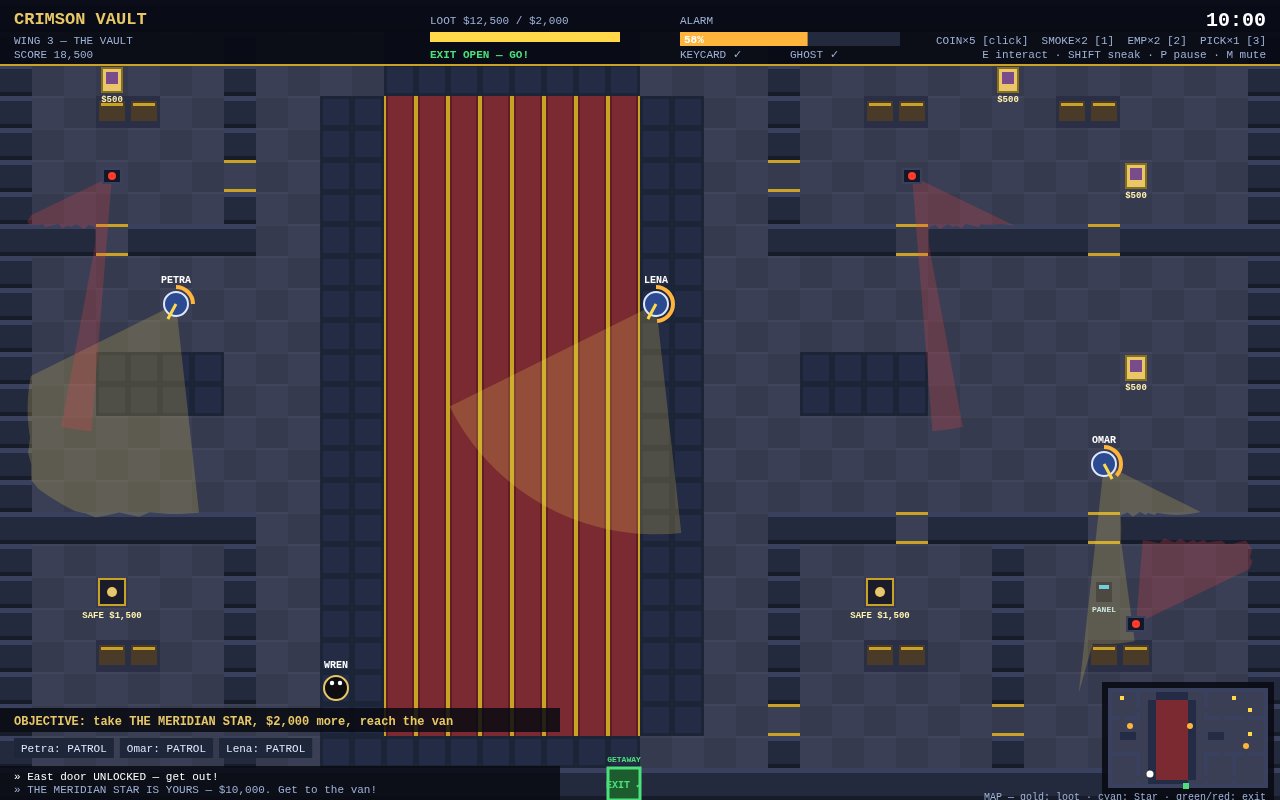 CRIMSON VAULT
WING 3 — THE VAULT
SCORE 18,500
LOOT $12,500 / $2,000
EXIT OPEN — GO!
ALARM
58%
KEYCARD ✓ GHOST ✓
10:00
COIN×5 [click] SMOKE×2 [1] EMP×2 [2] PICK×1 [3]
E interact · SHIFT sneak · P pause · M mute
$500
$500
$500
PETRA
LENA
$500
OMAR
SAFE $1,500
SAFE $1,500
PANEL
WREN
OBJECTIVE: take THE MERIDIAN STAR, $2,000 more, reach the van
Petra: PATROL
Omar: PATROL
Lena: PATROL
GETAWAY
EXIT
» East door UNLOCKED — get out!
» THE MERIDIAN STAR IS YOURS — $10,000. Get to the van!
MAP — gold: loot · cyan: Star · green/red: exit